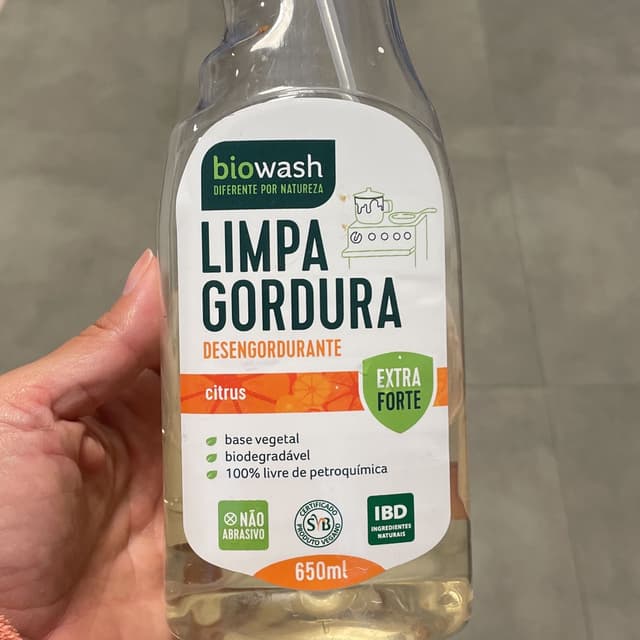 biowash
DIFERENTE POR NATUREZA
LIMPA
GORDURA
DESENGORDURANTE
citrus
EXTRA
FORTE
base vegetal
biodegradável
100% livre de petroquímica
NÃO
ABRASIVO
CERTIFICADO
SVB
PRODUTO VEGANO
IBD
INGREDIENTES
NATURAIS
650ml